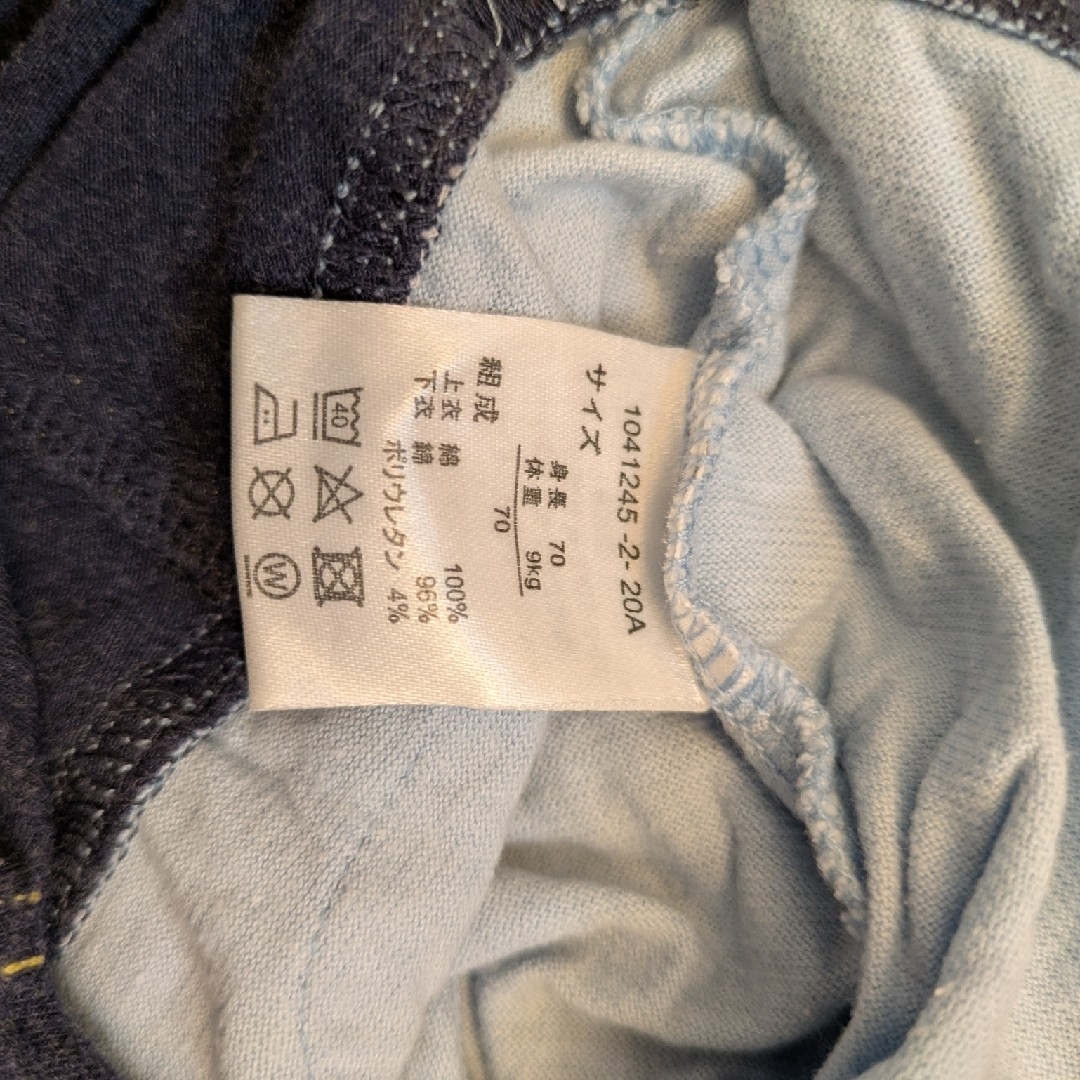 1041245 -2- 20A
サイズ
身長 70
体重 9kg
70
組成
上衣 綿 100%
下衣 綿 96%
ポリウレタン 4%
40
W